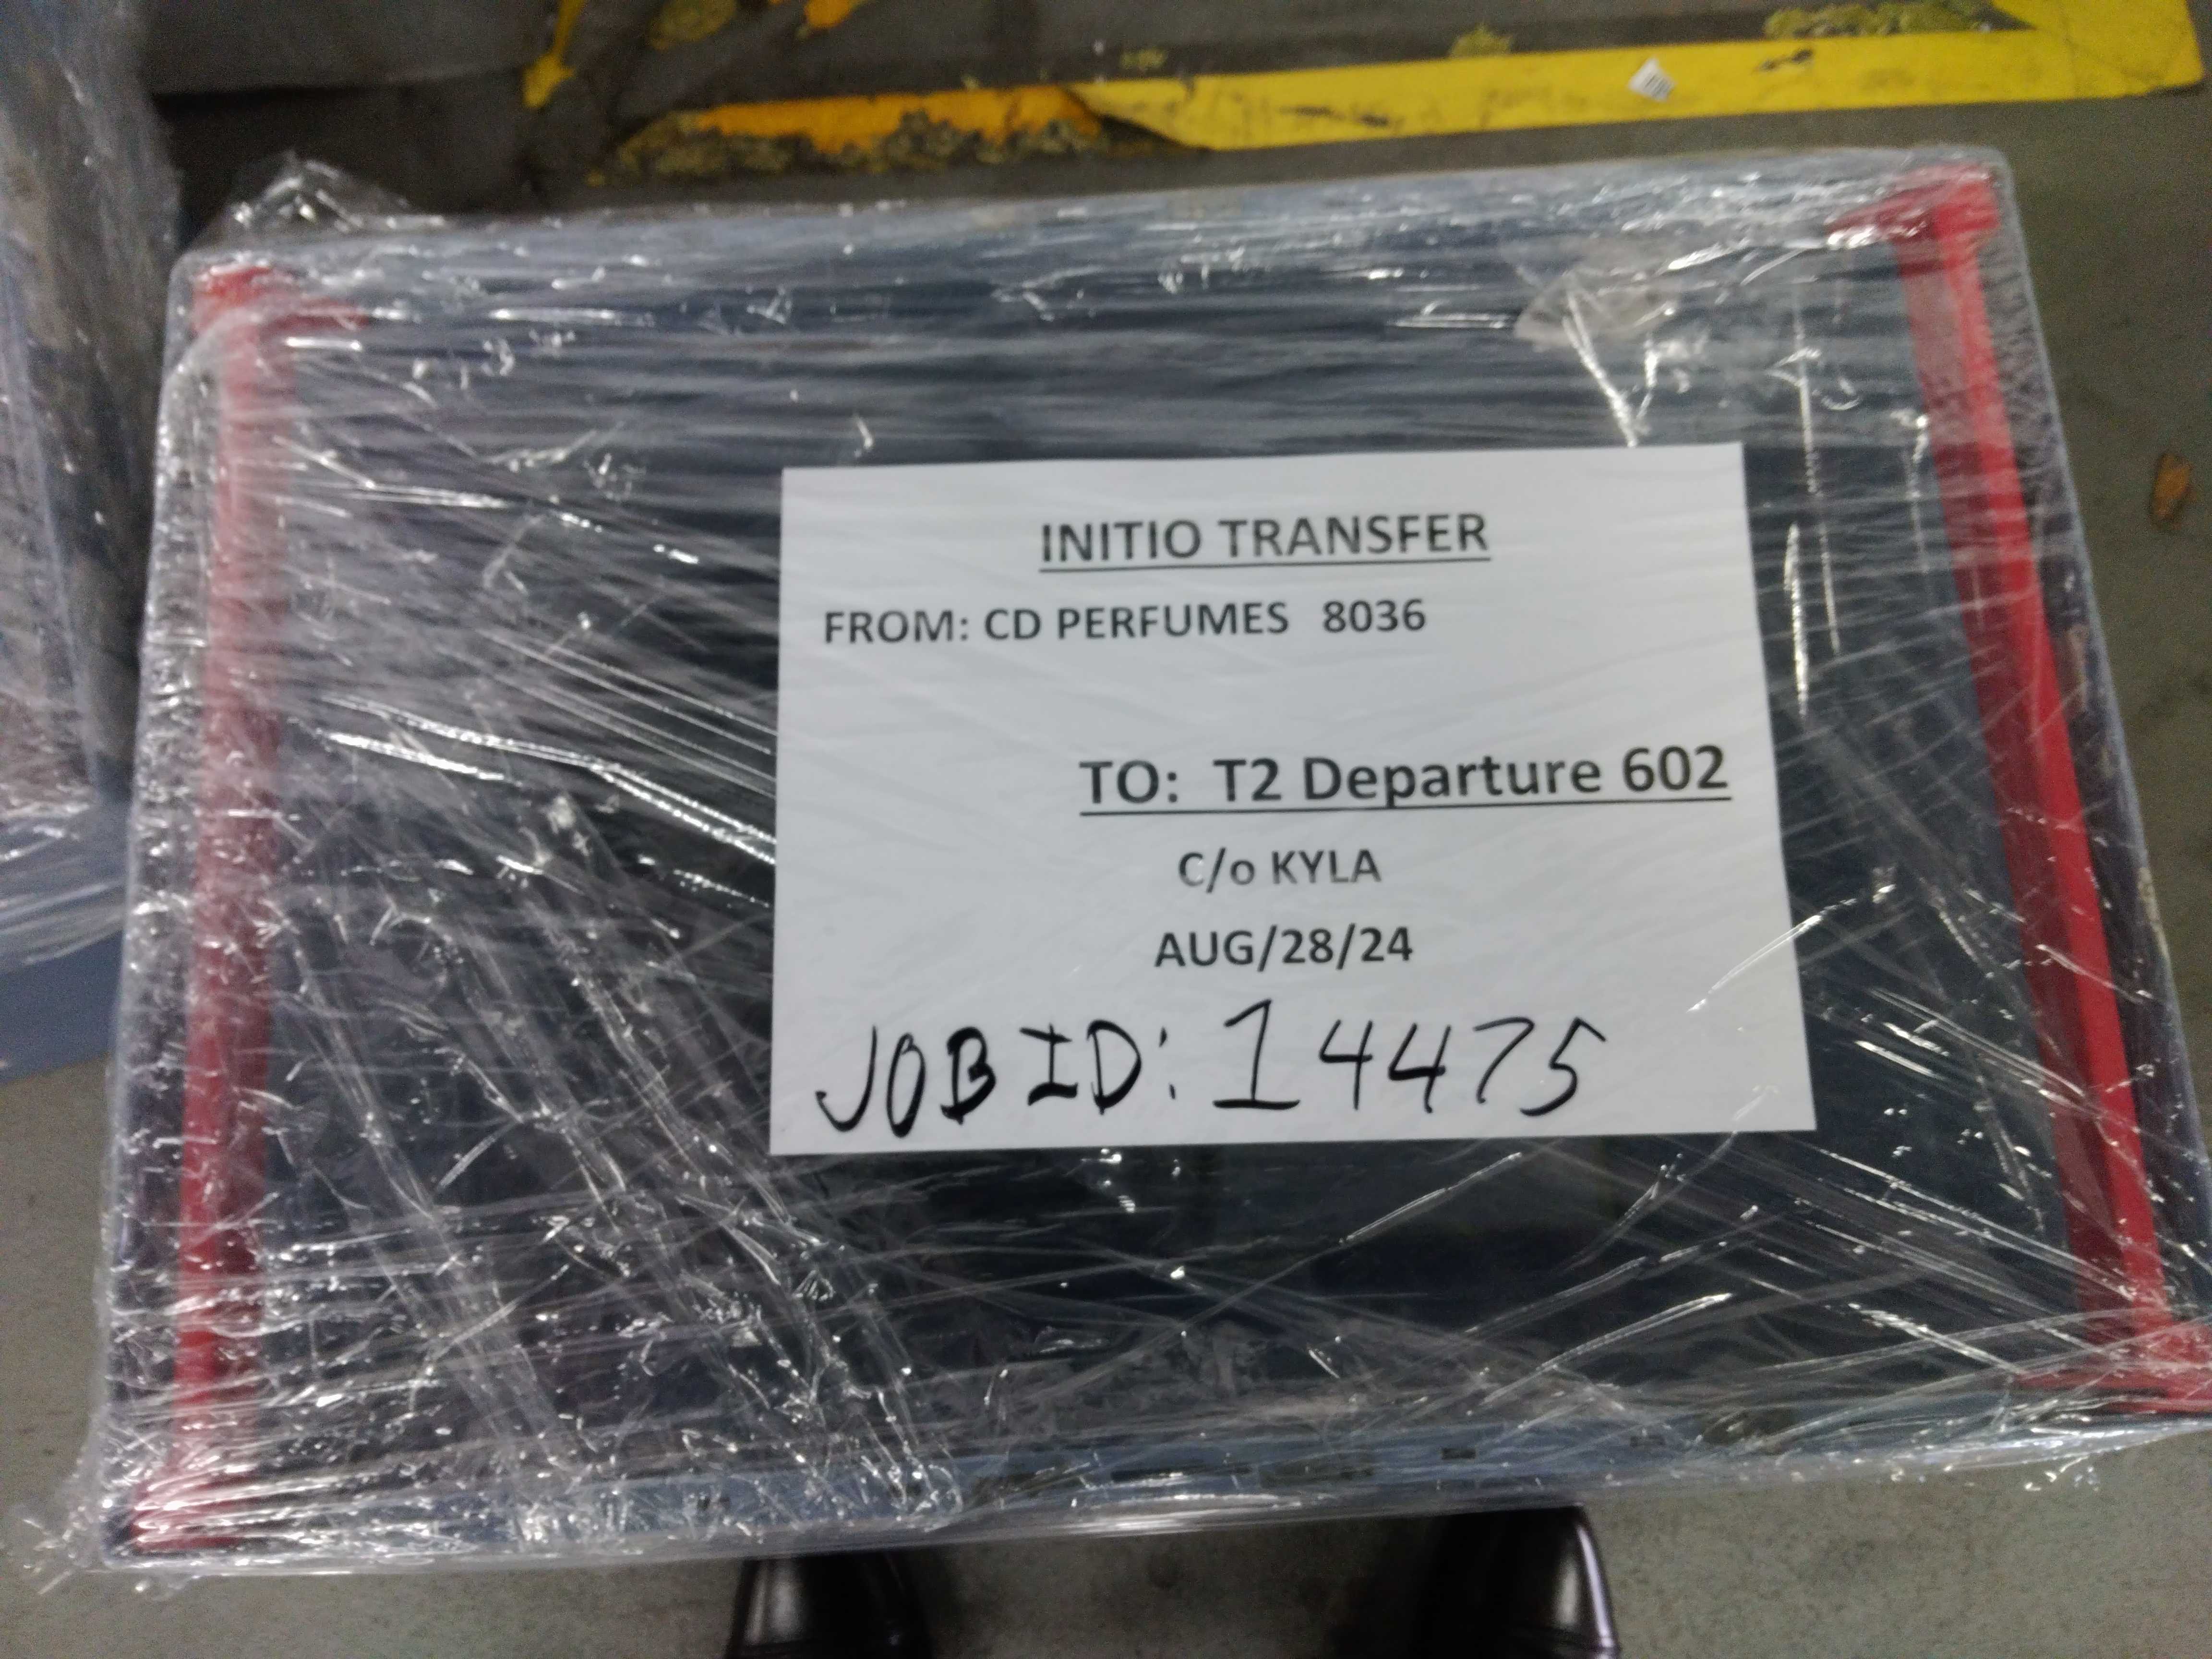 INITIO TRANSFER
FROM: CD PERFUMES 8036
TO: T2 Departure 602
C/o KYLA
AUG/28/24
JOB ID: 14475